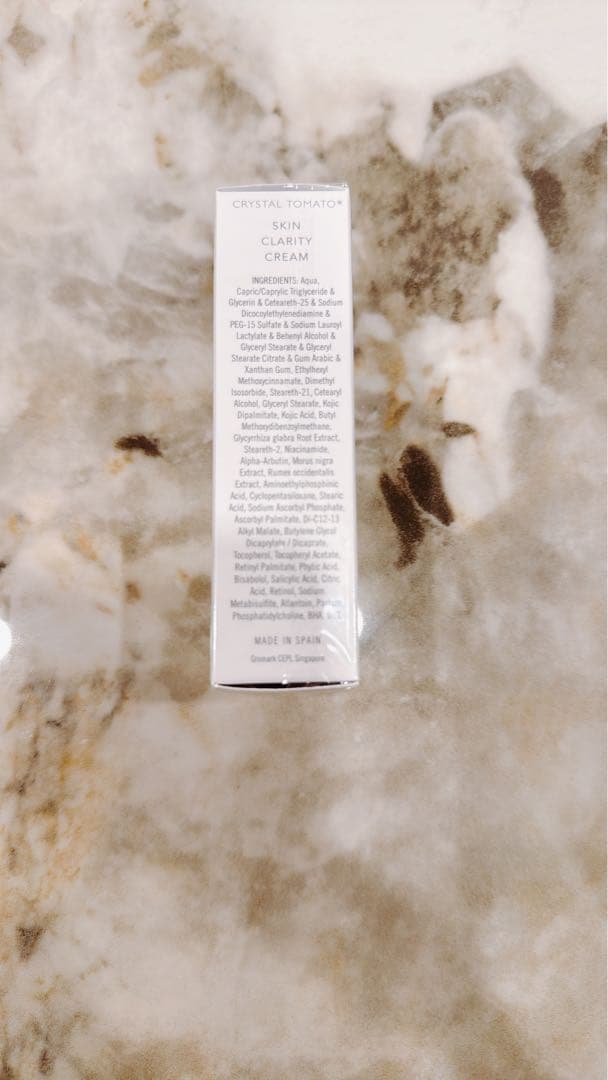 CRYSTAL TOMATO®
SKIN
CLARITY
CREAM
INGREDIENTS: Aqua,
Capric/Caprylic Triglyceride &
Glycerin & Ceteareth-25 & Sodium
Dicocoylethylenediamine &
PEG-15 Sulfate & Sodium Lauroyl
Lactylate & Behenyl Alcohol &
Glyceryl Stearate & Glyceryl
Stearate Citrate & Gum Arabic &
Xanthan Gum, Ethylhexyl
Methoxycinnamate, Dimethyl
Isosorbide, Steareth-21, Cetearyl
Alcohol, Glyceryl Stearate, Kojic
Dipalmitate, Kojic Acid, Butyl
Methoxydibenzoylmethane,
Glycyrrhiza glabra Root Extract,
Steareth-2, Niacinamide,
Alpha-Arbutin, Morus nigra
Extract, Rumex occidentalis
Extract, Aminoethylphosphinic
Acid, Cyclopentasiloxane, Stearic
Acid, Sodium Ascorbyl Phosphate,
Ascorbyl Palmitate, Di-C12-13
Alkyl Malate, Butylene Glycol
Dicaprylate / Dicaprate,
Tocopherol, Tocopheryl Acetate,
Retinyl Palmitate, Phytic Acid,
Bisabolol, Salicylic Acid, Citric
Acid, Retinol, Sodium
Metabisulfite, Allantoin, Parfum,
Phosphatidylcholine, BHA,
MADE IN SPAIN
CEPL Singapore